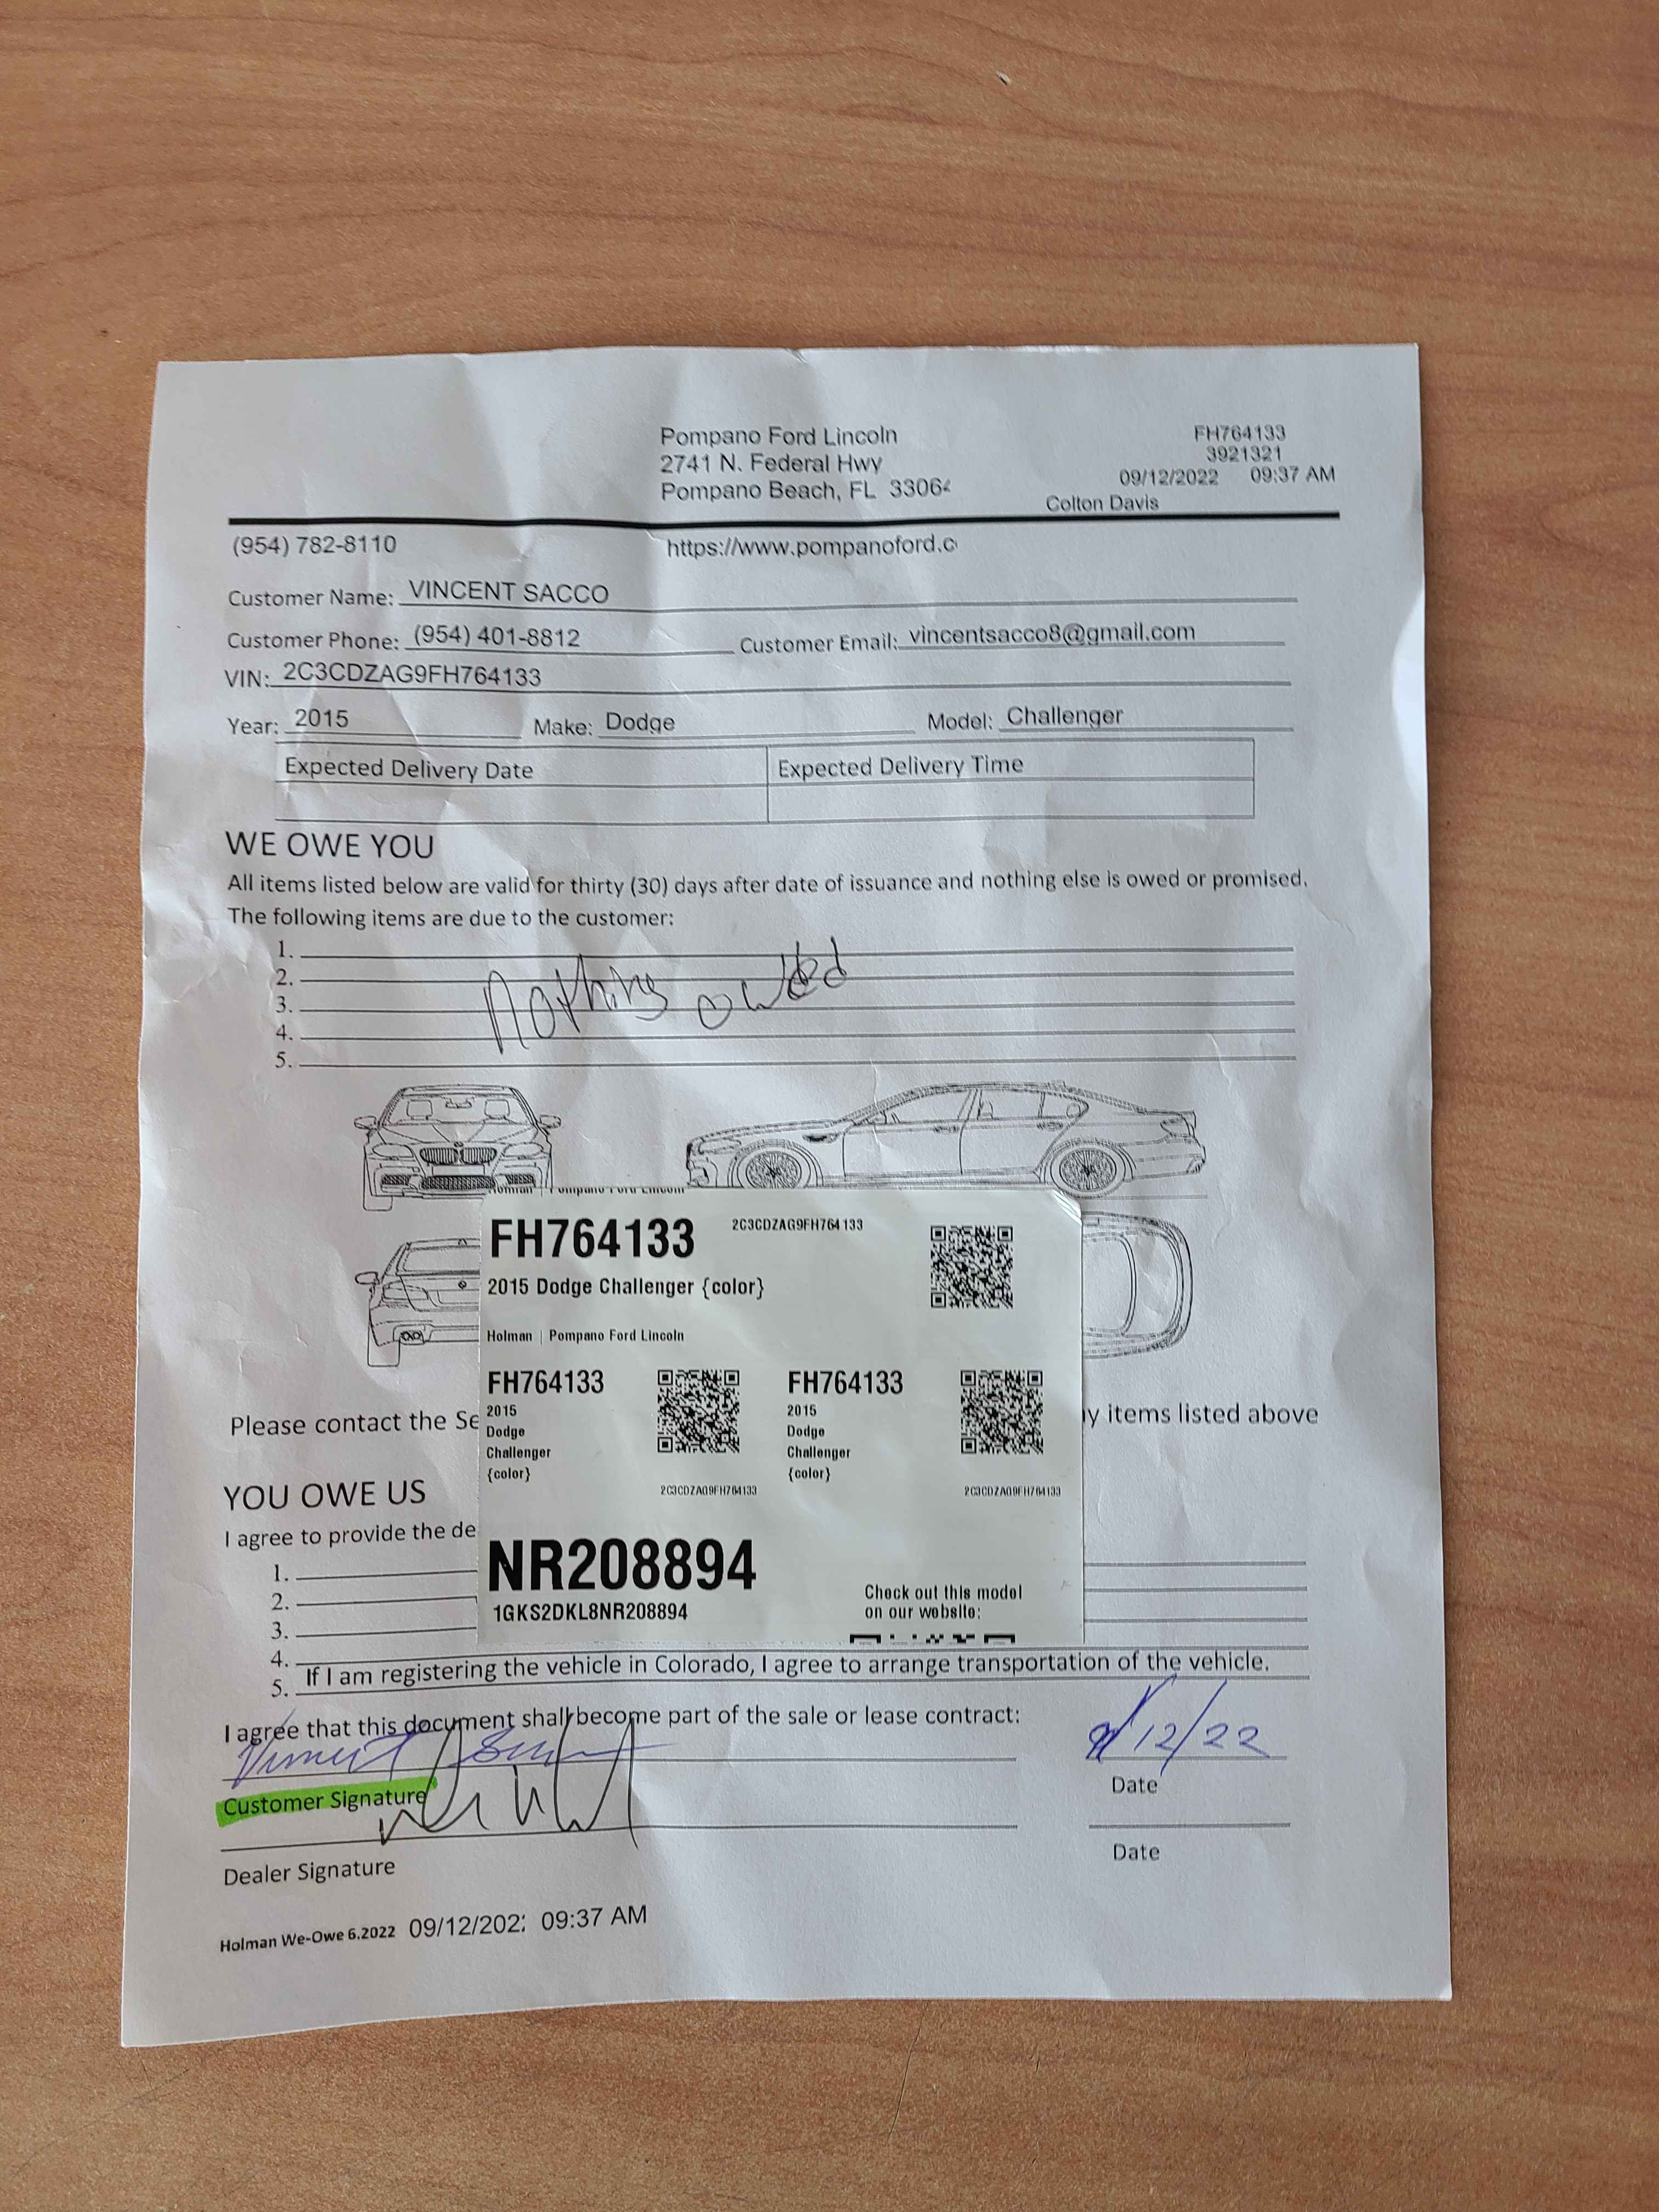 Pompano Ford Lincoln
2741 N. Federal Hwy
Pompano Beach, FL 33064
FH764133
3921321
09/12/2022 09:37 AM
Colton Davis
(954) 782-8110 https://www.pompanoford.c
Customer Name: VINCENT SACCO
Customer Phone: (954) 401-8812 Customer Email: vincentsacco8@gmail.com
VIN: 2C3CDZAG9FH764133
Year: 2015 Make: Dodge Model: Challenger
Expected Delivery Date Expected Delivery Time
WE OWE YOU
All items listed below are valid for thirty (30) days after date of issuance and nothing else is owed or promised.
The following items are due to the customer:
1.
2.
3.
4.
5.
Nothing owed
Holman | Pompano Ford Lincoln
FH764133 2C3CDZAG9FH764133
2015 Dodge Challenger {color}
Holman | Pompano Ford Lincoln
FH764133
2015
Dodge
Challenger
{color}
2C3CDZAG9FH764133
FH764133
2015
Dodge
Challenger
{color}
2C3CDZAG9FH764133
NR208894
1GKS2DKL8NR208894
Check out this model
on our website:
Please contact the Se
y items listed above
YOU OWE US
I agree to provide the de
1.
2.
3.
4.
5. If I am registering the vehicle in Colorado, I agree to arrange transportation of the vehicle.
I agree that this document shall become part of the sale or lease contract:
9/12/22
Customer Signature Date
Dealer Signature Date
Holman We-Owe 6.2022 09/12/202 09:37 AM